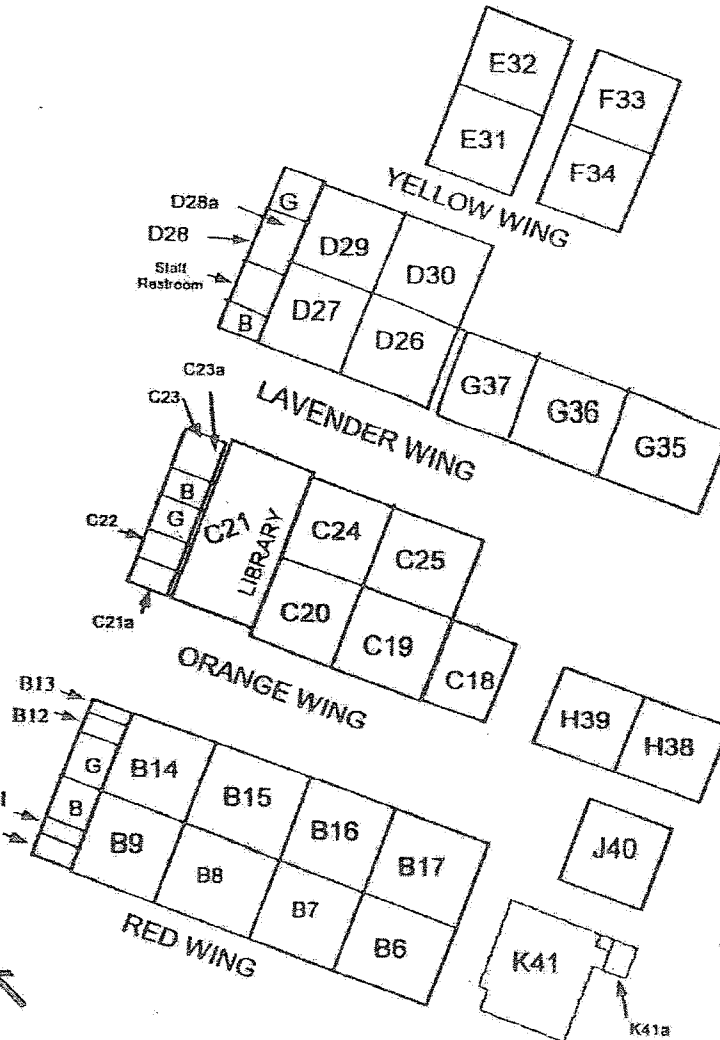 E32
F33
E31
F34
YELLOW WING
G
D28a
D28
D29
D30
Staff
Restroom
D27
B
D26
G37
G36
G35
LAVENDER WING
C23a
C23
B
G
C22
C21
LIBRARY
C24
C25
C20
C19
C18
C21a
ORANGE WING
H39
H38
B13
B12
G
B14
B15
B16
B17
B
B9
B8
B7
B6
RED WING
J40
K41
K41a